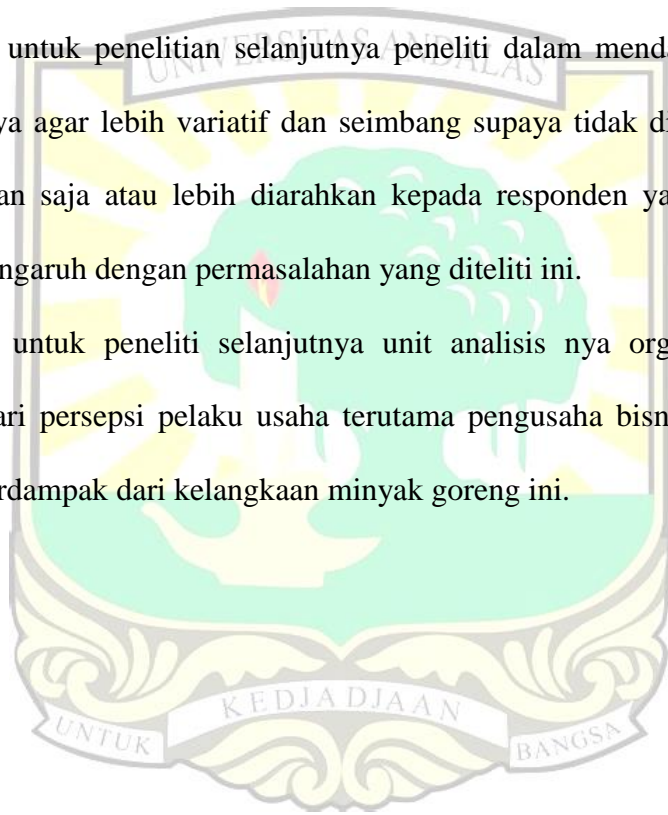 untuk penelitian selanjutnya peneliti dalam menda
UNIVERSITAS ANDALAS
ya agar lebih variatif dan seimbang supaya tidak di
an saja atau lebih diarahkan kepada responden ya
ngaruh dengan permasalahan yang diteliti ini.
untuk peneliti selanjutnya unit analisis nya org
ari persepsi pelaku usaha terutama pengusaha bisn
rdampak dari kelangkaan minyak goreng ini.
UNTUK KEDJADJAAN BANGSA